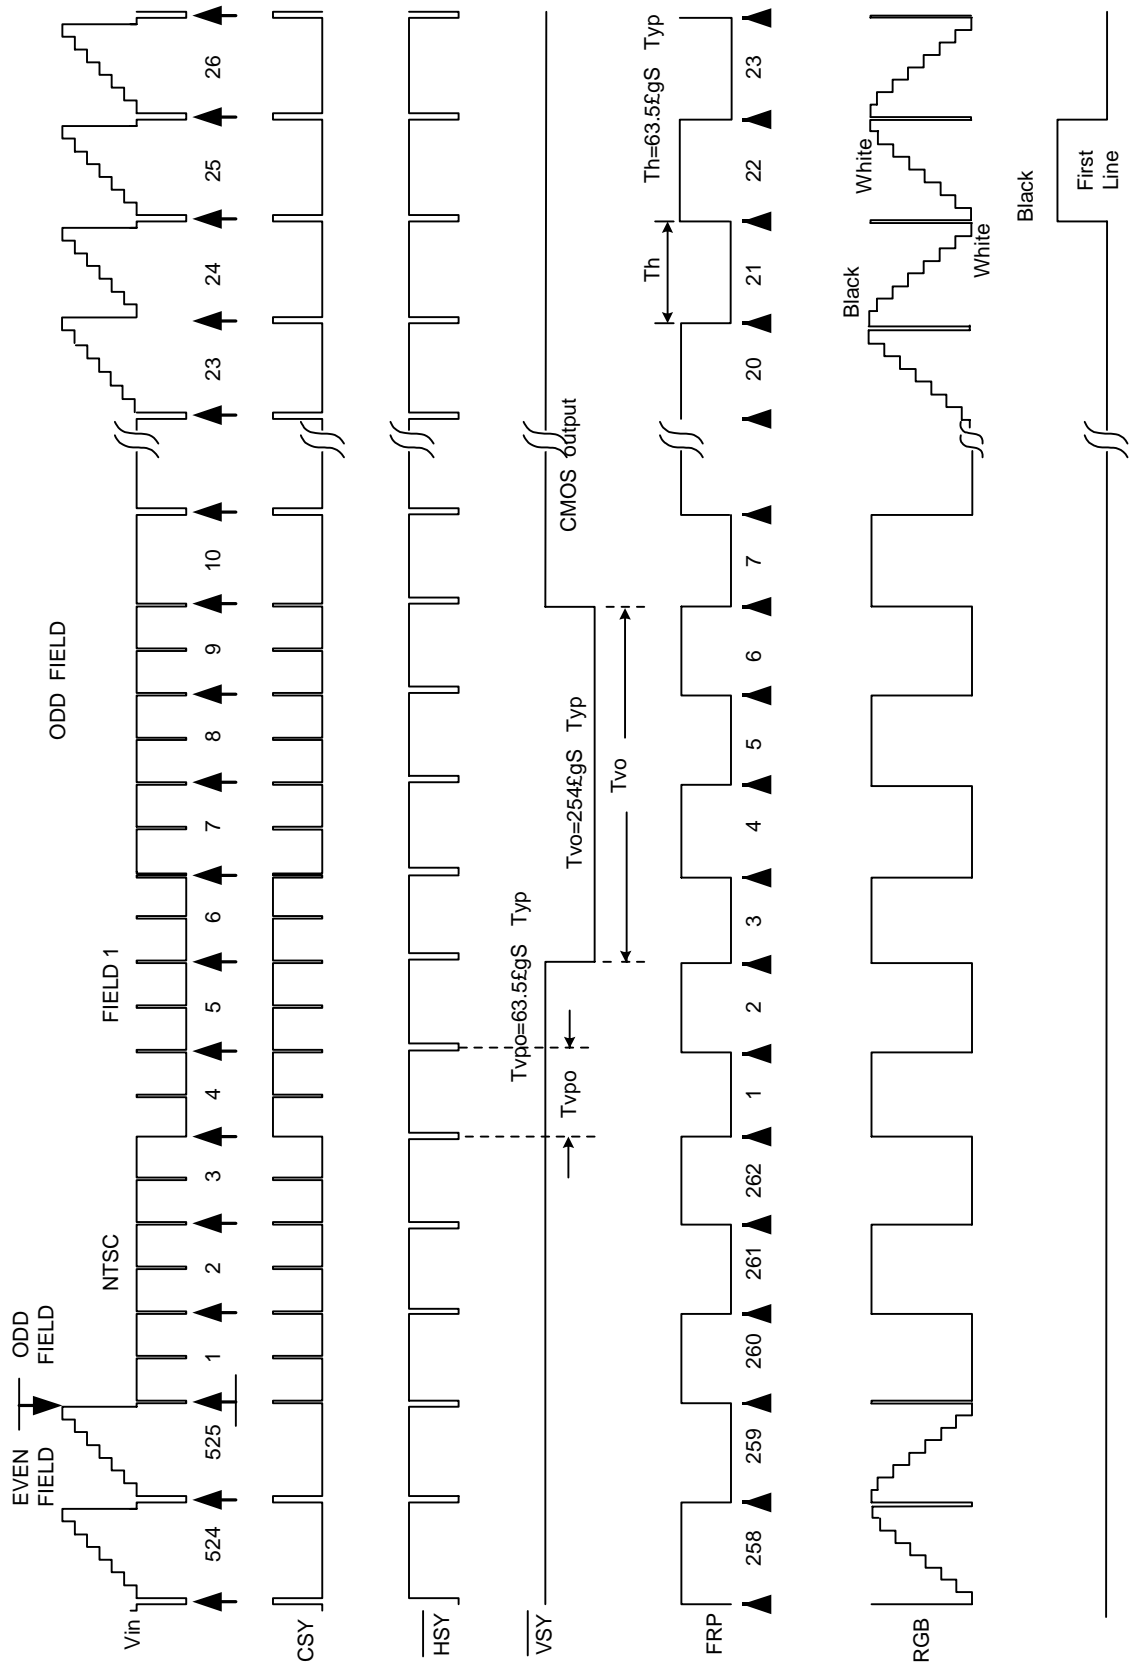 EVEN FIELD
ODD FIELD
NTSC
FIELD 1
ODD FIELD
Vin
524
525
1
2
3
4
5
6
7
8
9
10
23
24
25
26
CSY
HSY
VSY
Tvpo=63.5£gS Typ
Tvpo
Tvo=254£gS Typ
Tvo
CMOS output
FRP
Th
Th=63.5£gS Typ
258
259
260
261
262
1
2
3
4
5
6
7
20
21
22
23
RGB
Black
White
White
Black
First
Line